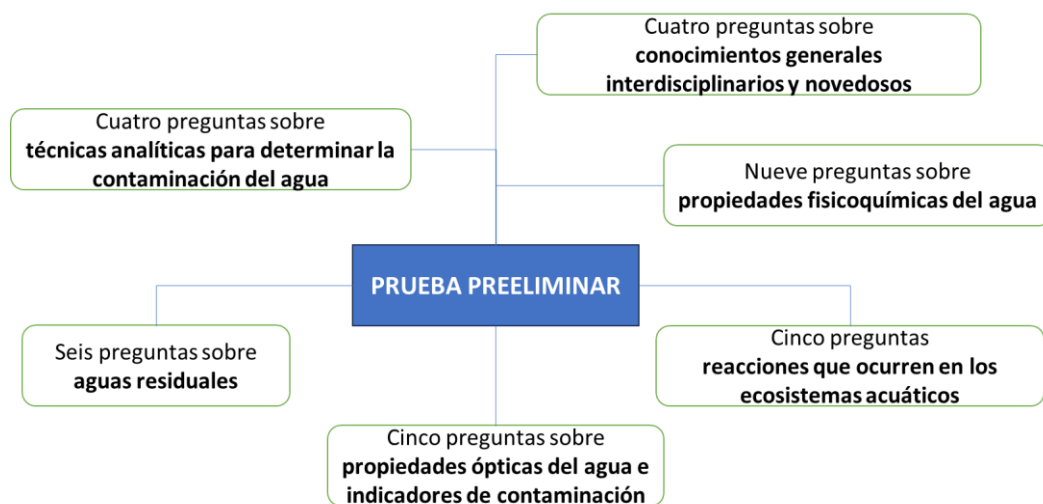 Cuatro preguntas sobre
conocimientos generales
interdisciplinarios y novedosos
Cuatro preguntas sobre
técnicas analíticas para determinar la
contaminación del agua
Nueve preguntas sobre
propiedades fisicoquímicas del agua
PRUEBA PREELIMINAR
Seis preguntas sobre
aguas residuales
Cinco preguntas
reacciones que ocurren en los
ecosistemas acuáticos
Cinco preguntas sobre
propiedades ópticas del agua e
indicadores de contaminación